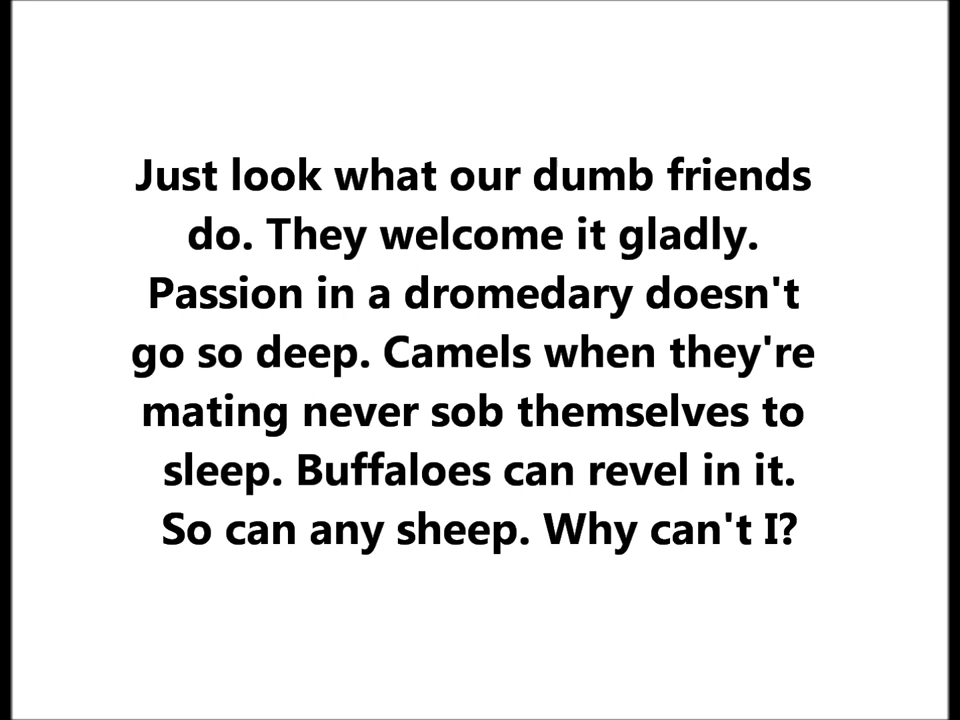 Just look what our dumb friends
do. They welcome it gladly.
Passion in a dromedary doesn't
go so deep. Camels when they're
mating never sob themselves to
sleep. Buffaloes can revel in it.
So can any sheep. Why can't I?